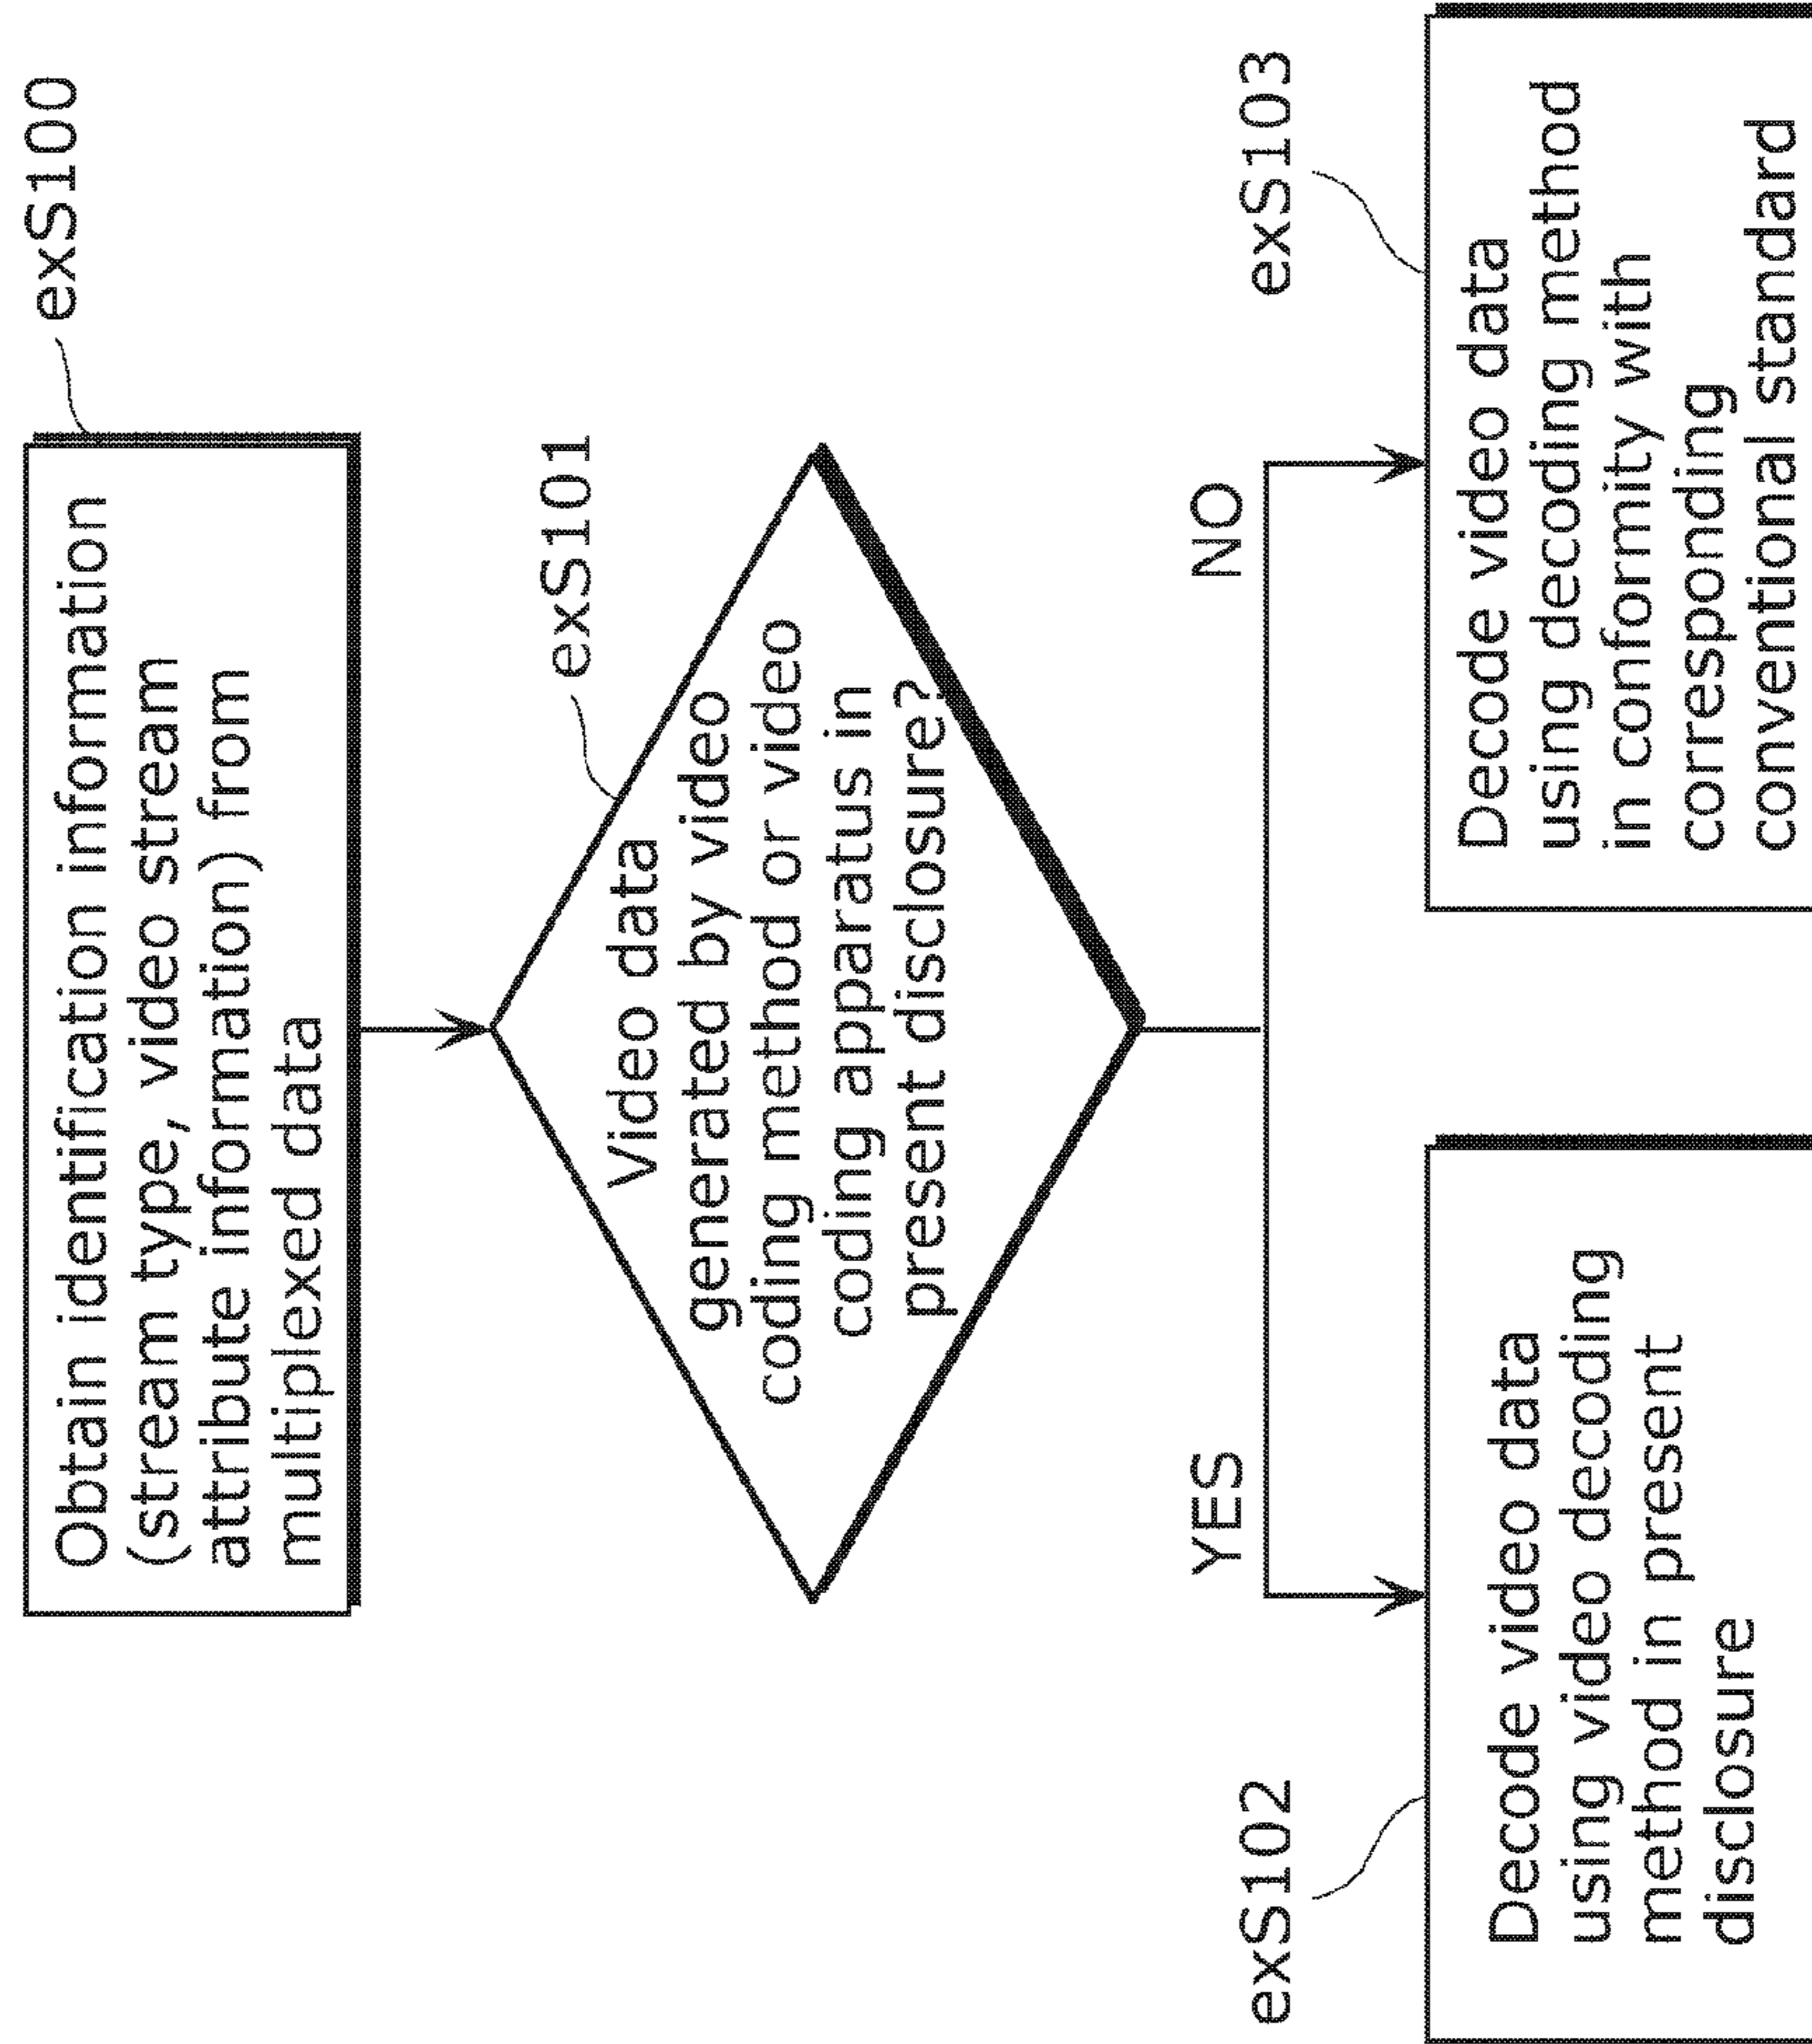 exS100
Obtain identification information
(stream type, video stream
attribute information) from
multiplexed data
exS101
Video data
generated by video
coding method or video
coding apparatus in
present disclosure?
YES
NO
exS102
exS103
Decode video data
using video decoding
method in present
disclosure
Decode video data
using decoding method
in conformity with
corresponding
conventional standard